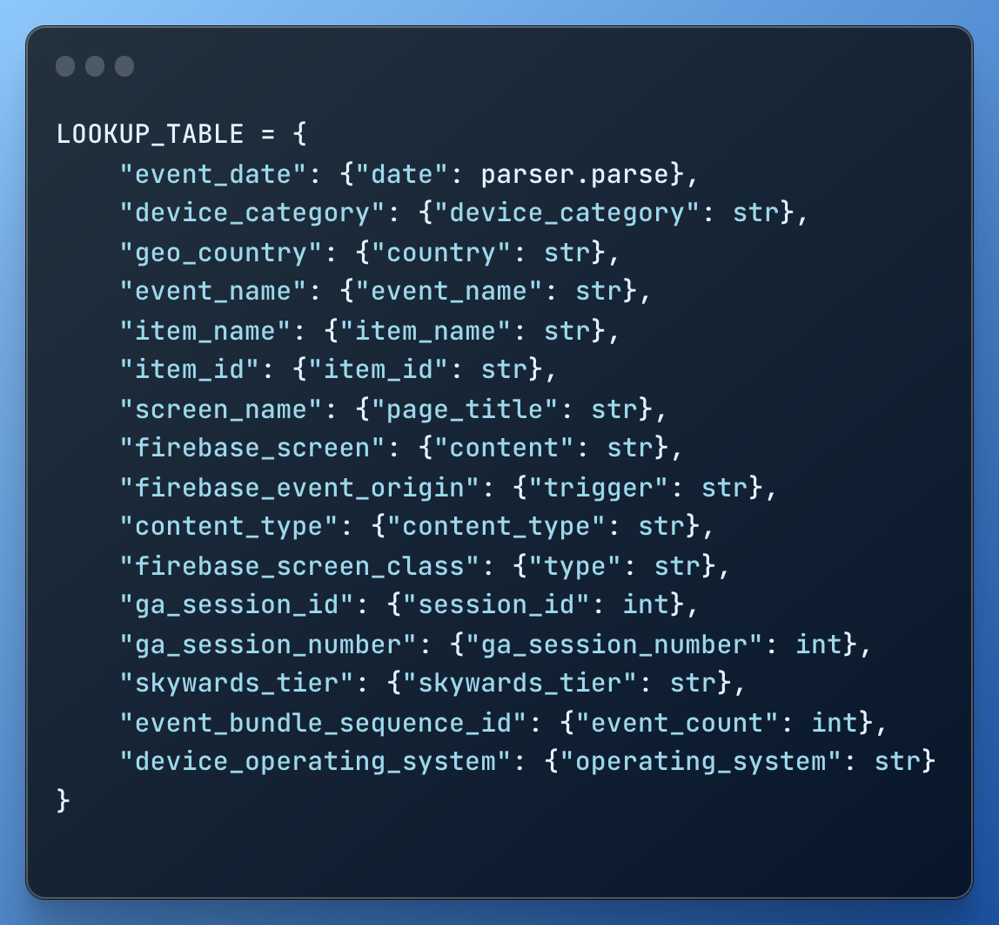 LOOKUP_TABLE = {
    "event_date": {"date": parser.parse},
    "device_category": {"device_category": str},
    "geo_country": {"country": str},
    "event_name": {"event_name": str},
    "item_name": {"item_name": str},
    "item_id": {"item_id": str},
    "screen_name": {"page_title": str},
    "firebase_screen": {"content": str},
    "firebase_event_origin": {"trigger": str},
    "content_type": {"content_type": str},
    "firebase_screen_class": {"type": str},
    "ga_session_id": {"session_id": int},
    "ga_session_number": {"ga_session_number": int},
    "skywards_tier": {"skywards_tier": str},
    "event_bundle_sequence_id": {"event_count": int},
    "device_operating_system": {"operating_system": str}
}